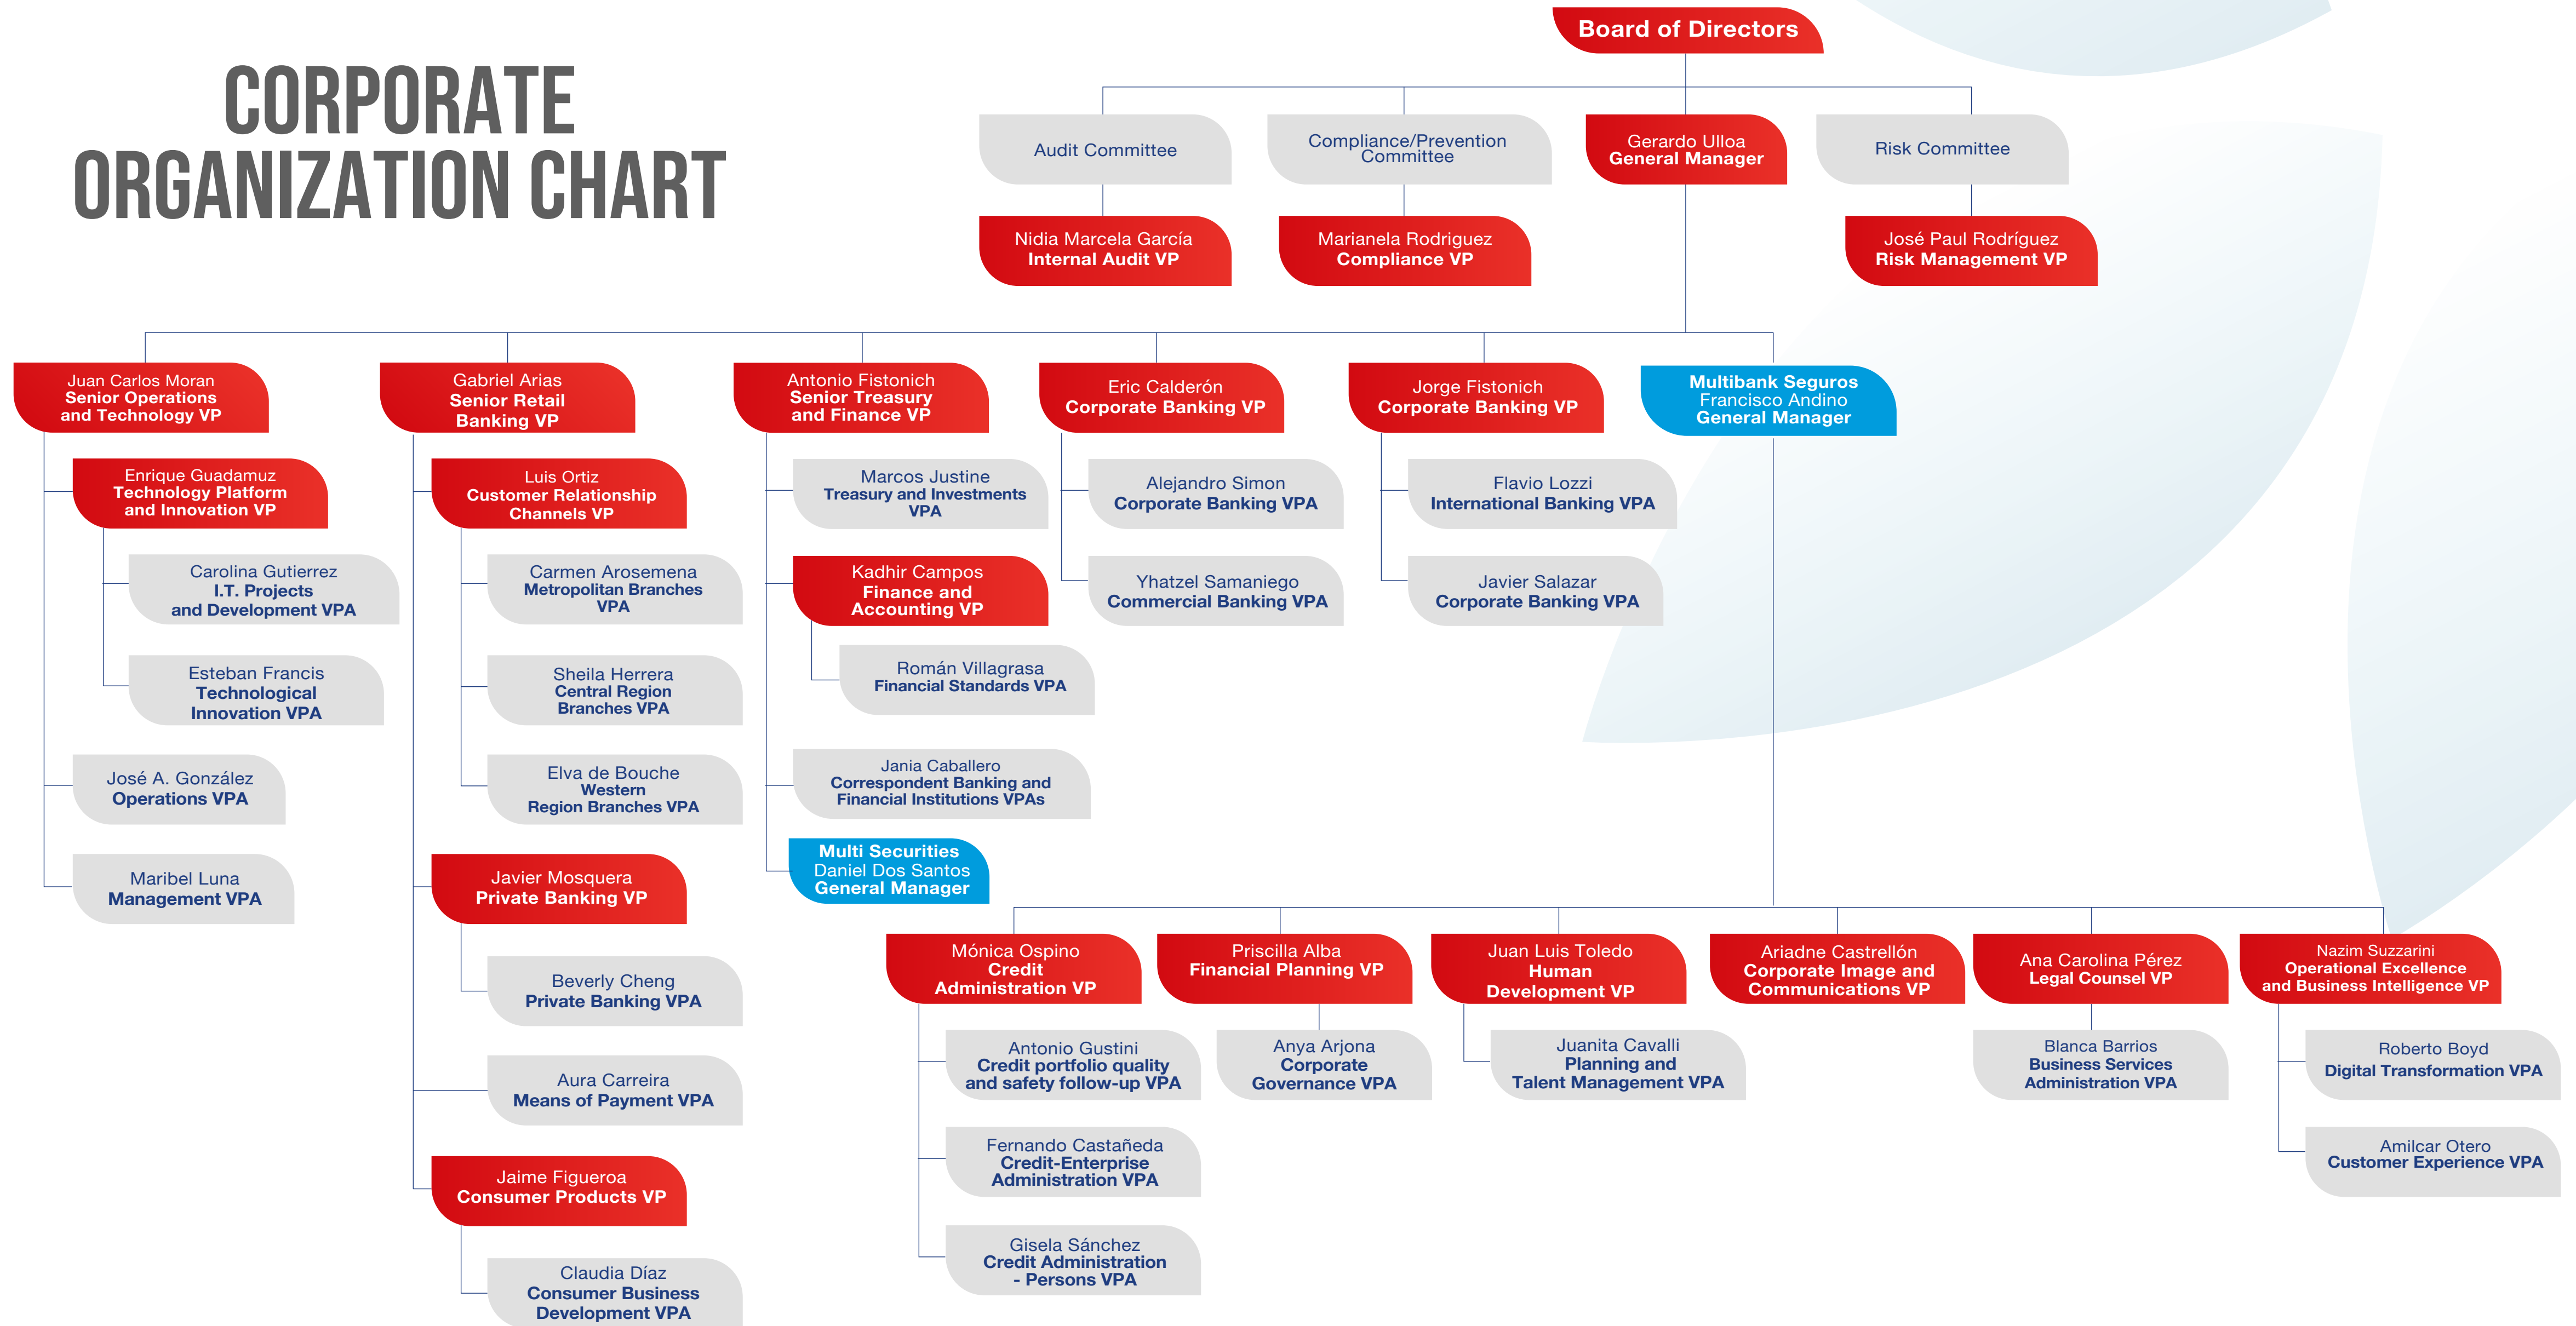 CORPORATE
ORGANIZATION CHART
Board of Directors
Audit Committee
Compliance/Prevention
Committee
Gerardo Ulloa
General Manager
Risk Committee
Nidia Marcela García
Internal Audit VP
Marianela Rodriguez
Compliance VP
José Paul Rodríguez
Risk Management VP
Juan Carlos Moran
Senior Operations
and Technology VP
Enrique Guadamuz
Technology Platform
and Innovation VP
Carolina Gutierrez
I.T. Projects
and Development VPA
Esteban Francis
Technological
Innovation VPA
José A. González
Operations VPA
Maribel Luna
Management VPA
Gabriel Arias
Senior Retail
Banking VP
Luis Ortiz
Customer Relationship
Channels VP
Carmen Arosemena
Metropolitan Branches
VPA
Sheila Herrera
Central Region
Branches VPA
Elva de Bouche
Western
Region Branches VPA
Javier Mosquera
Private Banking VP
Beverly Cheng
Private Banking VPA
Aura Carreira
Means of Payment VPA
Jaime Figueroa
Consumer Products VP
Claudia Díaz
Consumer Business
Development VPA
Antonio Fistonich
Senior Treasury
and Finance VP
Marcos Justine
Treasury and Investments
VPA
Kadhir Campos
Finance and
Accounting VP
Román Villagrasa
Financial Standards VPA
Jania Caballero
Correspondent Banking and
Financial Institutions VPAs
Multi Securities
Daniel Dos Santos
General Manager
Eric Calderón
Corporate Banking VP
Alejandro Simon
Corporate Banking VPA
Yhatzel Samaniego
Commercial Banking VPA
Jorge Fistonich
Corporate Banking VP
Flavio Lozzi
International Banking VPA
Javier Salazar
Corporate Banking VPA
Multibank Seguros
Francisco Andino
General Manager
Mónica Ospino
Credit
Administration VP
Antonio Gustini
Credit portfolio quality
and safety follow-up VPA
Fernando Castañeda
Credit-Enterprise
Administration VPA
Gisela Sánchez
Credit Administration
- Persons VPA
Priscilla Alba
Financial Planning VP
Anya Arjona
Corporate
Governance VPA
Juan Luis Toledo
Human
Development VP
Juanita Cavalli
Planning and
Talent Management VPA
Ariadne Castrellón
Corporate Image and
Communications VP
Ana Carolina Pérez
Legal Counsel VP
Blanca Barrios
Business Services
Administration VPA
Nazim Suzzarini
Operational Excellence
and Business Intelligence VP
Roberto Boyd
Digital Transformation VPA
Amilcar Otero
Customer Experience VPA